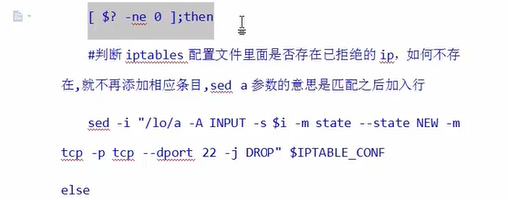 [ $? -ne 0 ];then
#判断 iptables 配置文件里面是否存在已拒绝的 ip，如何不存
在,就不再添加相应条目,sed a 参数的意思是匹配之后加入行
sed -i "/lo/a -A INPUT -s $i -m state --state NEW -m
tcp -p tcp --dport 22 -j DROP" $IPTABLE_CONF
else